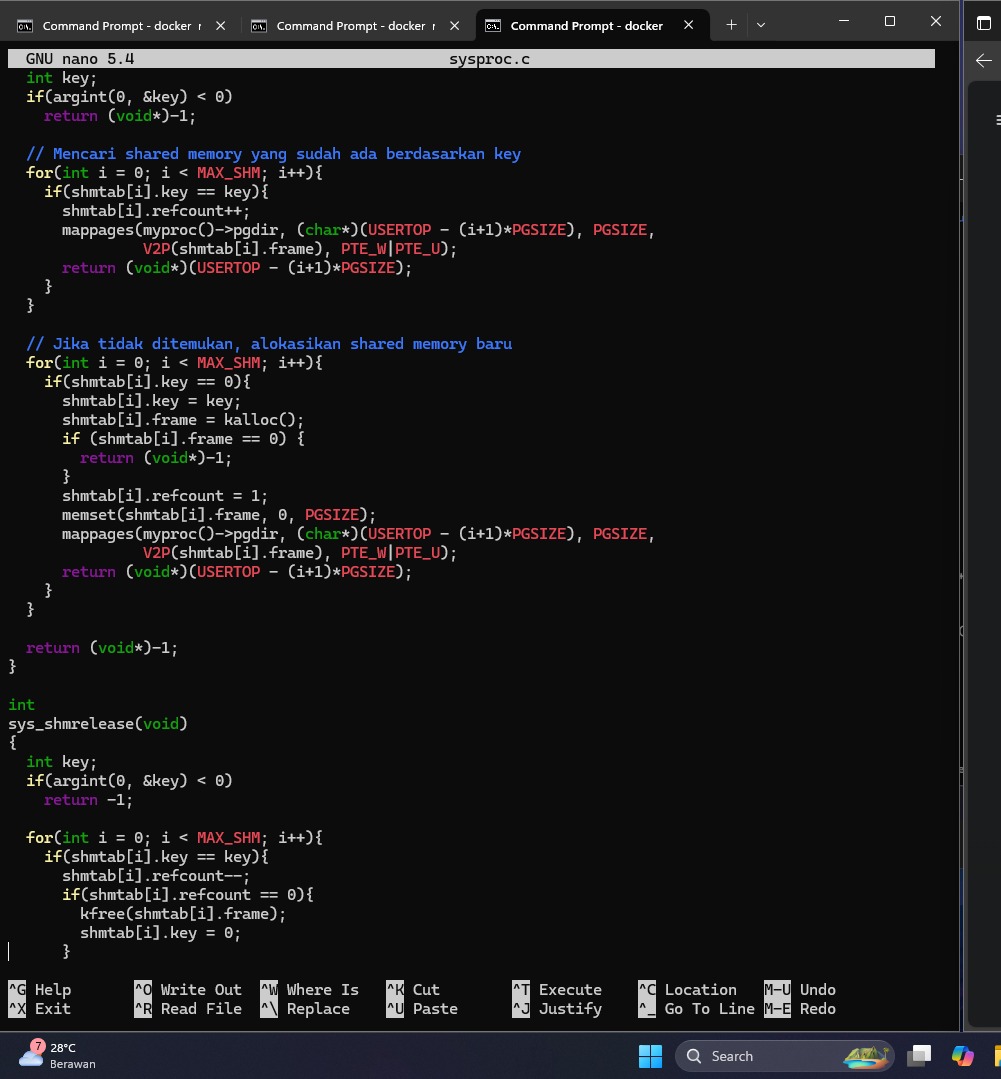 Command Prompt - docker r
Command Prompt - docker r
Command Prompt - docker
GNU nano 5.4 sysproc.c
int key;
if(argint(0, &key) < 0)
return (void*)-1;
// Mencari shared memory yang sudah ada berdasarkan key
for(int i = 0; i < MAX_SHM; i++){
if(shmtab[i].key == key){
shmtab[i].refcount++;
mappages(myproc()->pgdir, (char*)(USERTOP - (i+1)*PGSIZE), PGSIZE,
V2P(shmtab[i].frame), PTE_W|PTE_U);
return (void*)(USERTOP - (i+1)*PGSIZE);
}
}
// Jika tidak ditemukan, alokasikan shared memory baru
for(int i = 0; i < MAX_SHM; i++){
if(shmtab[i].key == 0){
shmtab[i].key = key;
shmtab[i].frame = kalloc();
if (shmtab[i].frame == 0) {
return (void*)-1;
}
shmtab[i].refcount = 1;
memset(shmtab[i].frame, 0, PGSIZE);
mappages(myproc()->pgdir, (char*)(USERTOP - (i+1)*PGSIZE), PGSIZE,
V2P(shmtab[i].frame), PTE_W|PTE_U);
return (void*)(USERTOP - (i+1)*PGSIZE);
}
}
return (void*)-1;
}
int
sys_shmrelease(void)
{
int key;
if(argint(0, &key) < 0)
return -1;
for(int i = 0; i < MAX_SHM; i++){
if(shmtab[i].key == key){
shmtab[i].refcount--;
if(shmtab[i].refcount == 0){
kfree(shmtab[i].frame);
shmtab[i].key = 0;
}
^G Help ^O Write Out ^W Where Is ^K Cut ^T Execute ^C Location M-U Undo
^X Exit ^R Read File ^\ Replace ^U Paste ^J Justify ^_ Go To Line M-E Redo
7
28°C
Berawan
Search